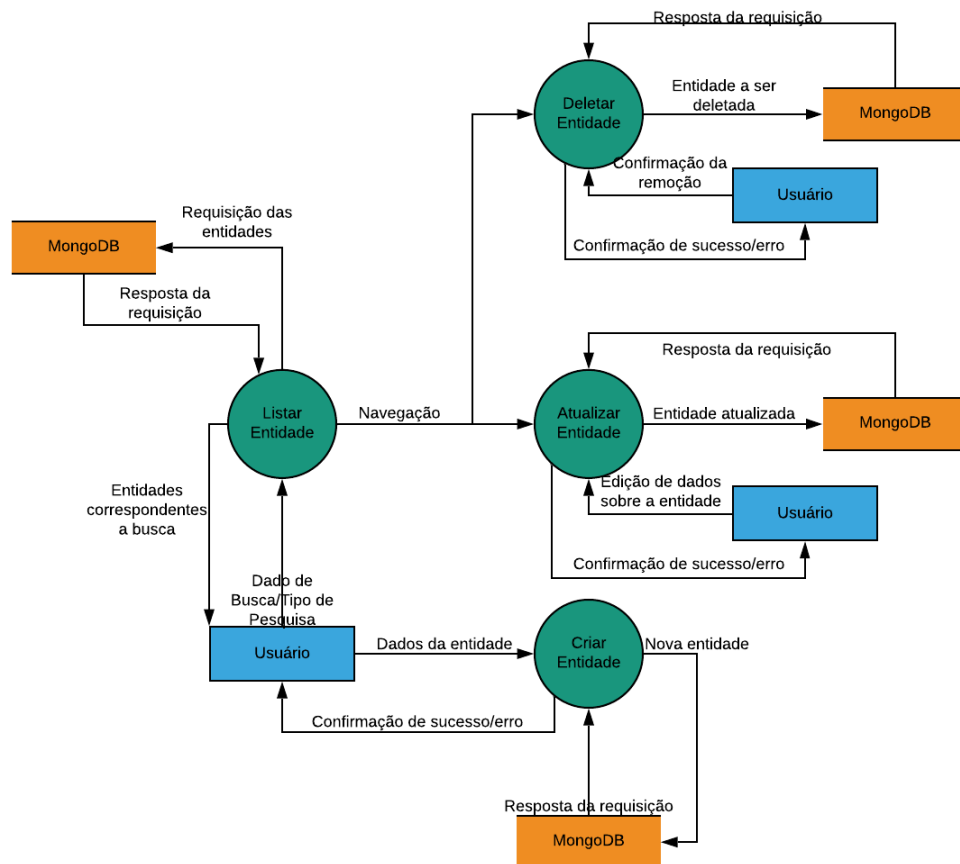 Resposta da requisição
Deletar
Entidade
Entidade a ser
deletada
MongoDB
Confirmação da
remoção
Usuário
Confirmação de sucesso/erro
Requisição das
entidades
MongoDB
Resposta da
requisição
Resposta da requisição
Listar
Entidade
Navegação
Atualizar
Entidade
Entidade atualizada
MongoDB
Edição de dados
sobre a entidade
Usuário
Confirmação de sucesso/erro
Entidades
correspondentes
a busca
Dado de
Busca/Tipo de
Pesquisa
Usuário
Dados da entidade
Criar
Entidade
Nova entidade
Confirmação de sucesso/erro
Resposta da requisição
MongoDB